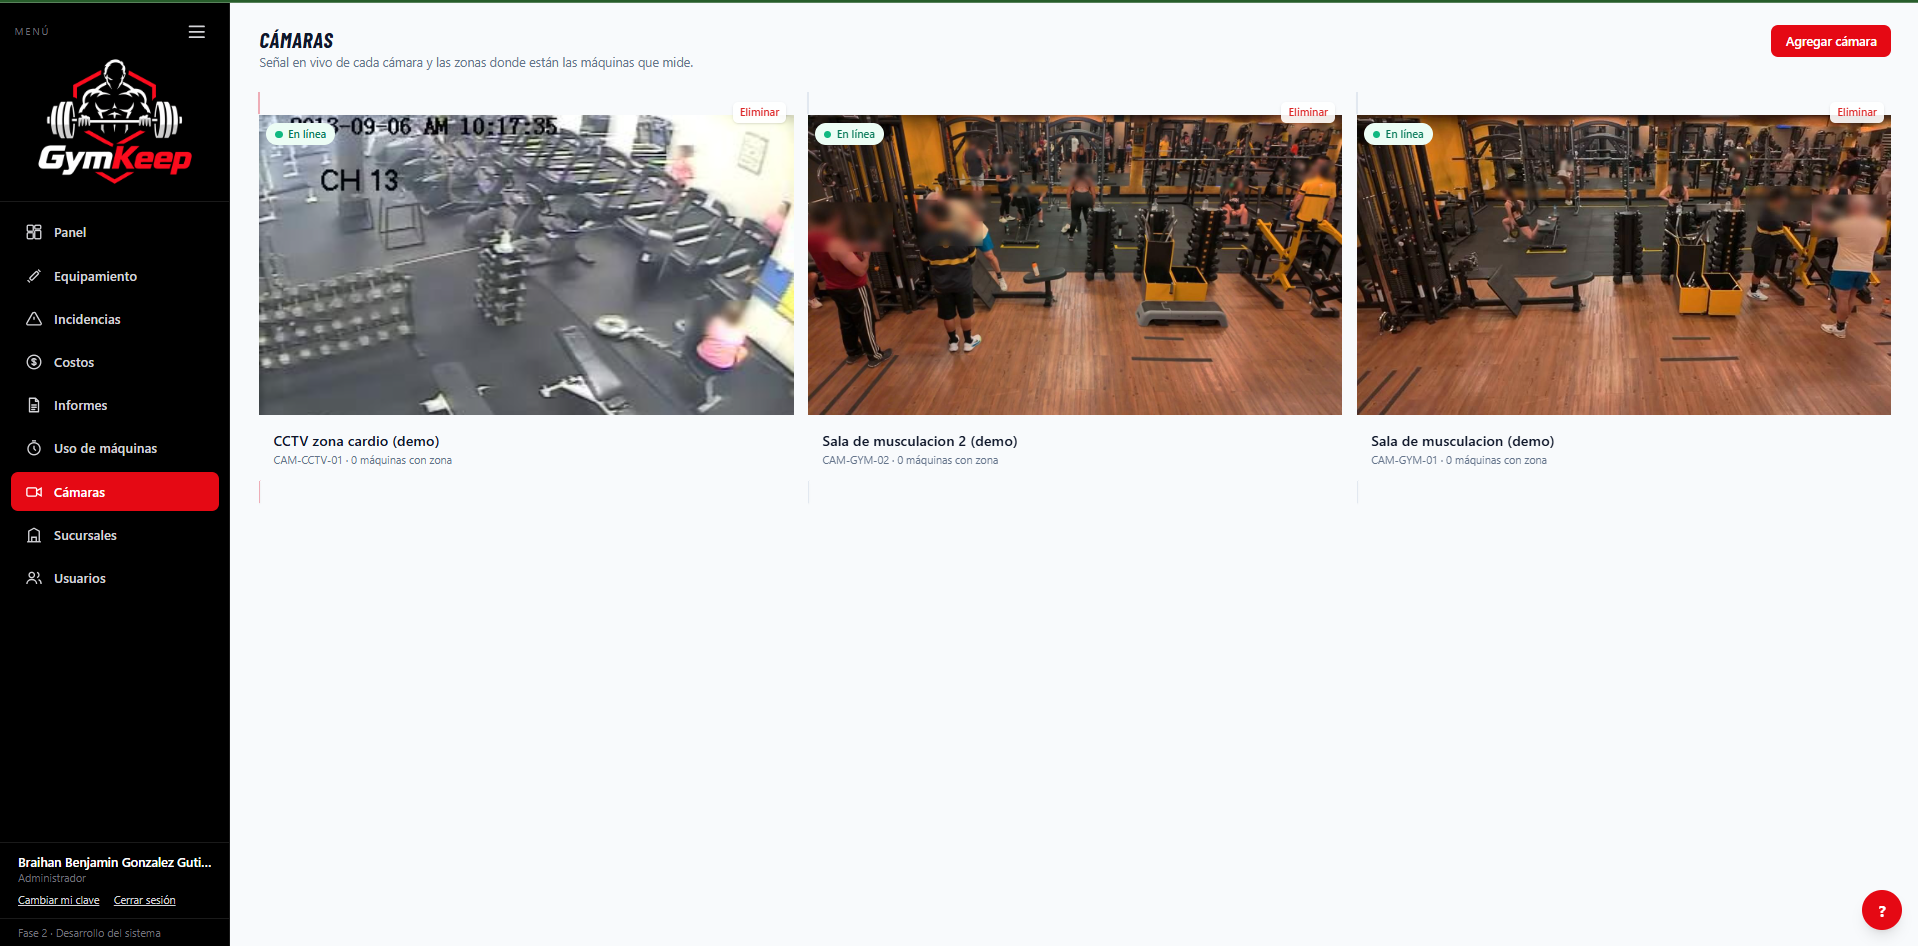 MENÚ
GymKeep
Panel
Equipamiento
Incidencias
Costos
Informes
Uso de máquinas
Cámaras
Sucursales
Usuarios
Braihan Benjamin Gonzalez Guti...
Administrador
Cambiar mi clave Cerrar sesión
Fase 2 · Desarrollo del sistema
CÁMARAS
Señal en vivo de cada cámara y las zonas donde están las máquinas que mide.
Agregar cámara
Eliminar
En línea
-09-06 AM 10:17:35
CH 13
CCTV zona cardio (demo)
CAM-CCTV-01 · 0 máquinas con zona
Eliminar
En línea
Sala de musculacion 2 (demo)
CAM-GYM-02 · 0 máquinas con zona
Eliminar
En línea
Sala de musculacion (demo)
CAM-GYM-01 · 0 máquinas con zona
?